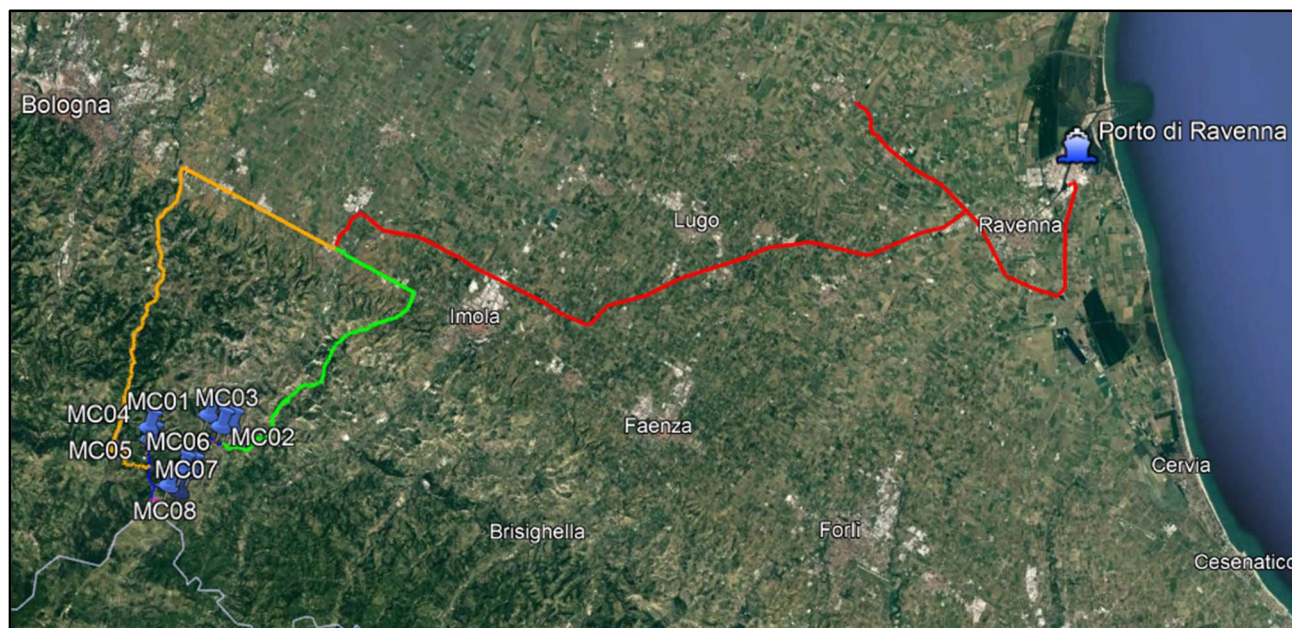 Bologna
Porto di Ravenna
Lugo
Ravenna
Imola
MC01
MC03
MC04
Faenza
MC06
MC02
MC05
MC07
Cervia
MC08
Brisighella
Forlì
Cesenatico